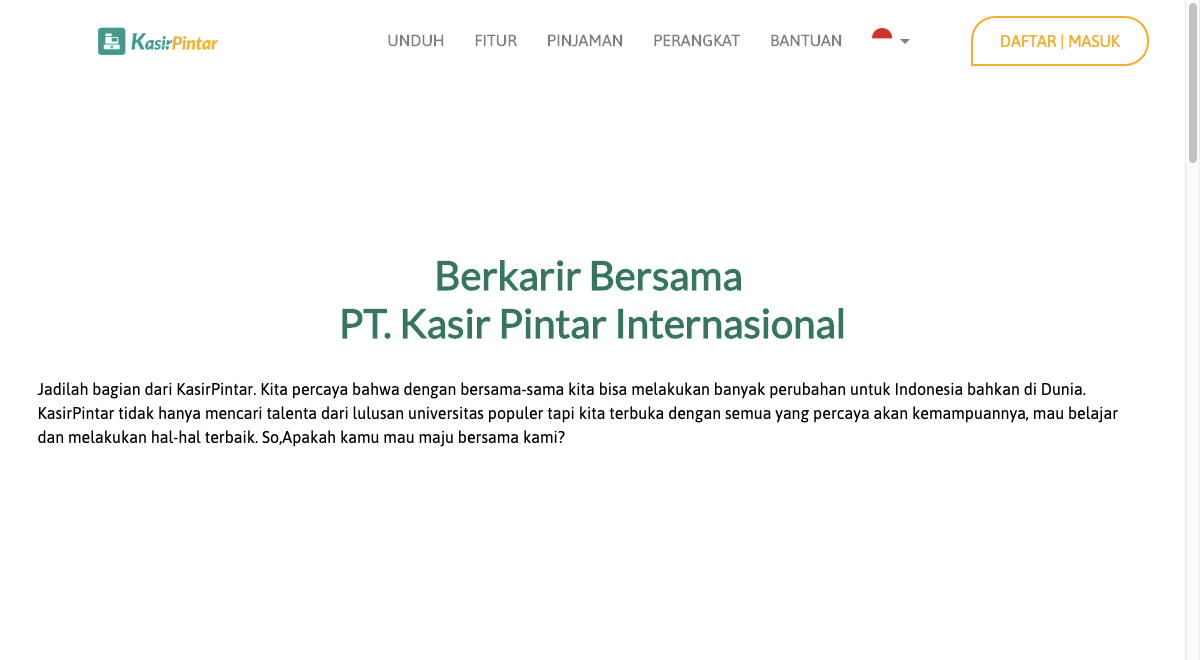 KasirPintar
UNDUH FITUR PINJAMAN PERANGKAT BANTUAN
DAFTAR | MASUK
Berkarir Bersama
PT. Kasir Pintar Internasional
Jadilah bagian dari KasirPintar. Kita percaya bahwa dengan bersama-sama kita bisa melakukan banyak perubahan untuk Indonesia bahkan di Dunia.
KasirPintar tidak hanya mencari talenta dari lulusan universitas populer tapi kita terbuka dengan semua yang percaya akan kemampuannya, mau belajar
dan melakukan hal-hal terbaik. So,Apakah kamu mau maju bersama kami?